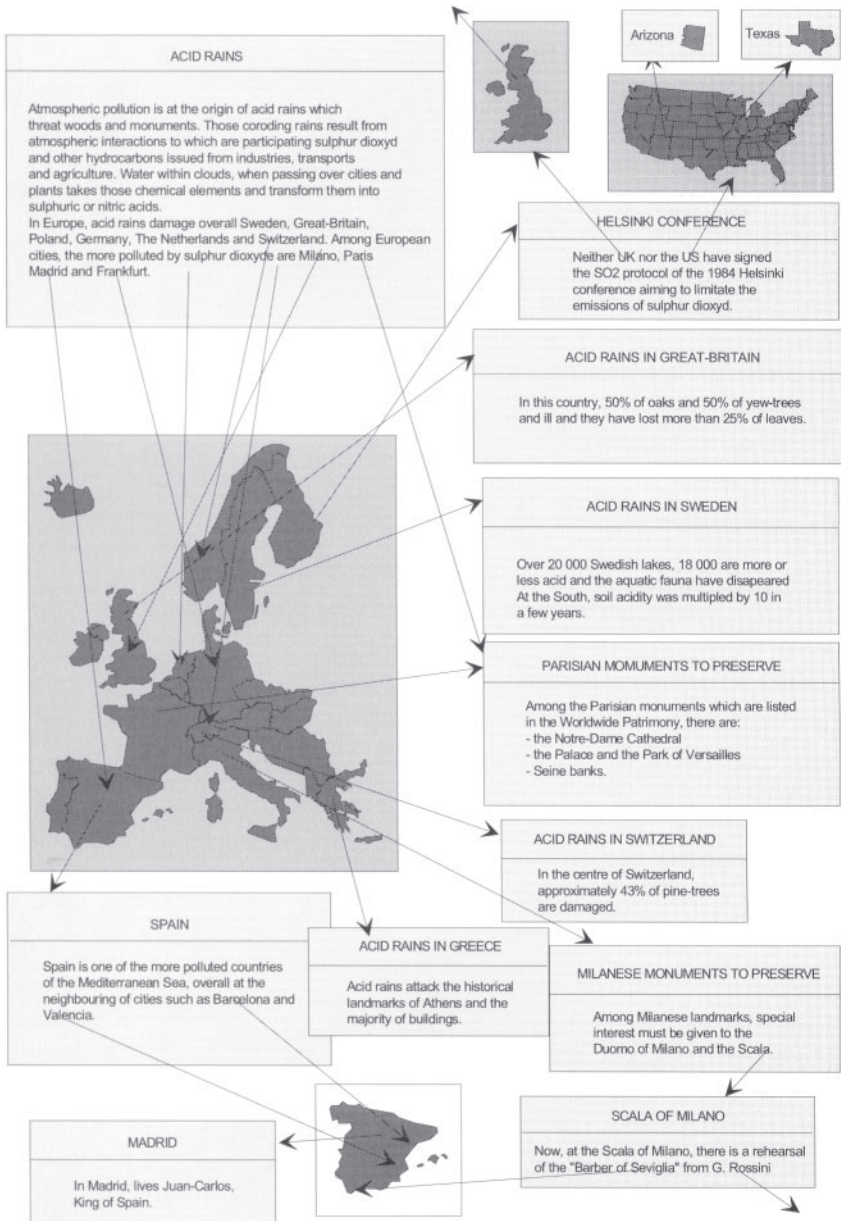 Arizona
Texas
ACID RAINS
Atmospheric pollution is at the origin of acid rains which
threat woods and monuments. Those coroding rains result from
atmospheric interactions to which are participating sulphur dioxyd
and other hydrocarbons issued from industries, transports
and agriculture. Water within clouds, when passing over cities and
plants takes those chemical elements and transform them into
sulphuric or nitric acids.
In Europe, acid rains damage overall Sweden, Great-Britain,
Poland, Germany, The Netherlands and Switzerland. Among European
cities, the more polluted by sulphur dioxyde are Milano, Paris
Madrid and Frankfurt.
HELSINKI CONFERENCE
Neither UK nor the US have signed
the SO2 protocol of the 1984 Helsinki
conference aiming to limitate the
emissions of sulphur dioxyd.
ACID RAINS IN GREAT-BRITAIN
In this country, 50% of oaks and 50% of yew-trees
and ill and they have lost more than 25% of leaves.
ACID RAINS IN SWEDEN
Over 20 000 Swedish lakes, 18 000 are more or
less acid and the aquatic fauna have disapeared
At the South, soil acidity was multipled by 10 in
a few years.
PARISIAN MOMUMENTS TO PRESERVE
Among the Parisian monuments which are listed
in the Worldwide Patrimony, there are:
- the Notre-Dame Cathedral
- the Palace and the Park of Versailles
- Seine banks.
ACID RAINS IN SWITZERLAND
In the centre of Switzerland,
approximately 43% of pine-trees
are damaged.
SPAIN
Spain is one of the more polluted countries
of the Mediterranean Sea, overall at the
neighbouring of cities such as Barcelona and
Valencia.
ACID RAINS IN GREECE
Acid rains attack the historical
landmarks of Athens and the
majority of buildings.
MILANESE MONUMENTS TO PRESERVE
Among Milanese landmarks, special
interest must be given to the
Duomo of Milano and the Scala.
MADRID
In Madrid, lives Juan-Carlos,
King of Spain.
SCALA OF MILANO
Now, at the Scala of Milano, there is a rehearsal
of the "Barber of Seviglia" from G. Rossini